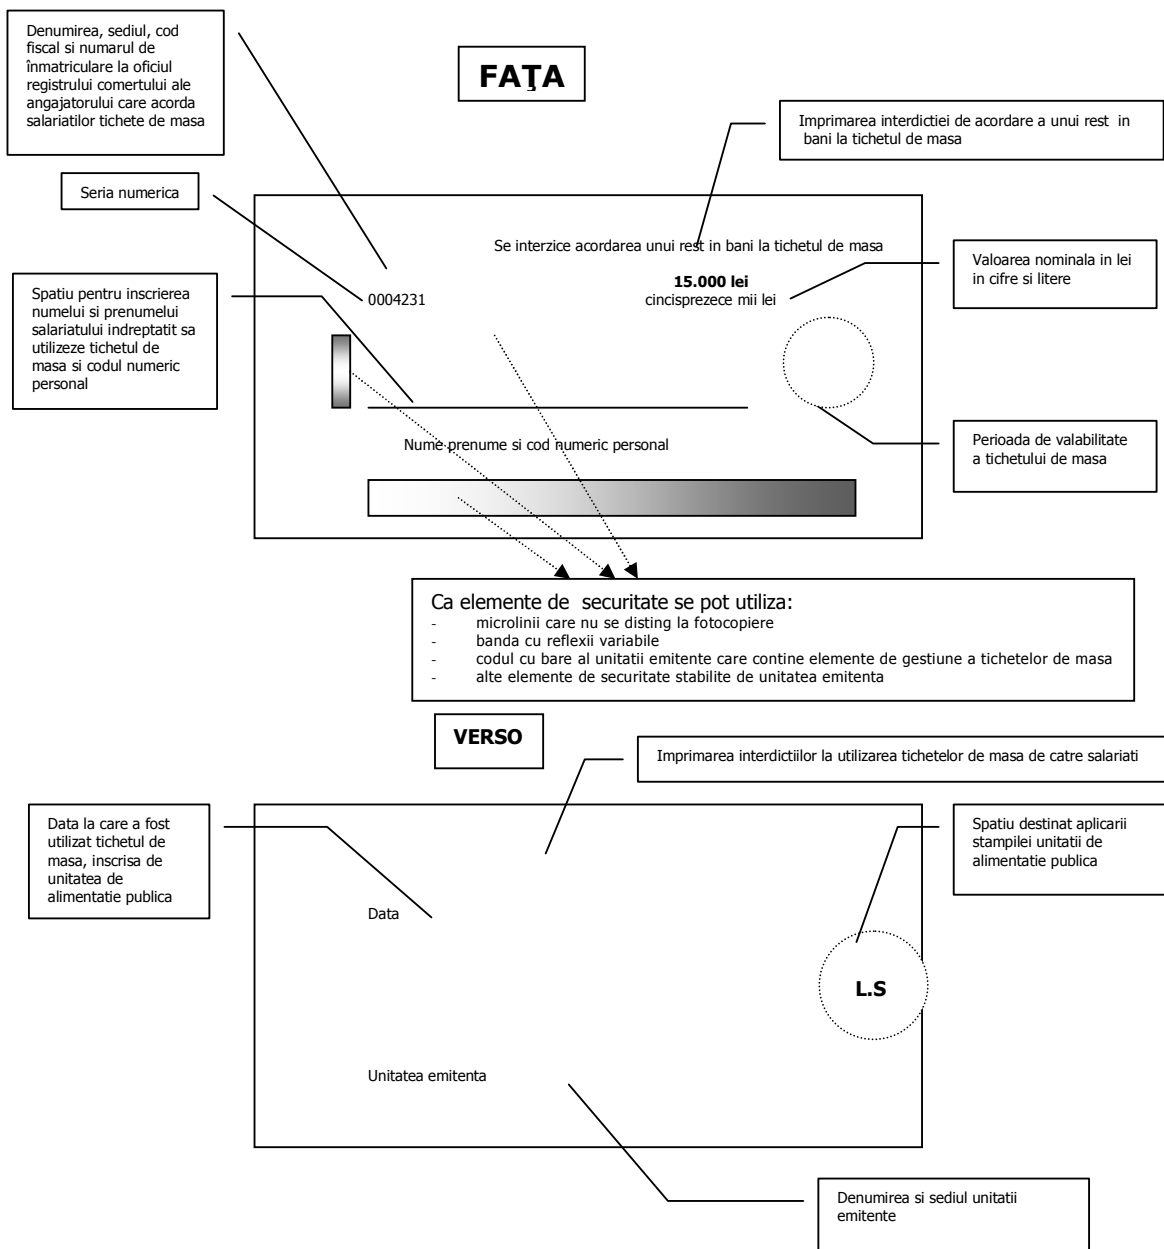 Denumirea, sediul, cod
fiscal si numarul de
înmatriculare la oficiul
registrului comertului ale
angajatorului care acorda
salariatilor tichete de masa
FAŢA
Imprimarea interdictiei de acordare a unui rest in
bani la tichetul de masa
Seria numerica
Se interzice acordarea unui rest in bani la tichetul de masa
15.000 lei
cincisprezece mii lei
0004231
Valoarea nominala in lei
in cifre si litere
Spatiu pentru inscrierea
numelui si prenumelui
salariatului indreptatit sa
utilizeze tichetul de
masa si codul numeric
personal
Nume prenume si cod numeric personal
Perioada de valabilitate
a tichetului de masa
Ca elemente de securitate se pot utiliza:
- microlinii care nu se disting la fotocopiere
- banda cu reflexii variabile
- codul cu bare al unitatii emitente care contine elemente de gestiune a tichetelor de masa
- alte elemente de securitate stabilite de unitatea emitenta
VERSO
Imprimarea interdictiilor la utilizarea tichetelor de masa de catre salariati
Data la care a fost
utilizat tichetul de
masa, inscrisa de
unitatea de
alimentatie publica
Spatiu destinat aplicarii
stampilei unitatii de
alimentatie publica
Data
L.S
Unitatea emitenta
Denumirea si sediul unitatii
emitente